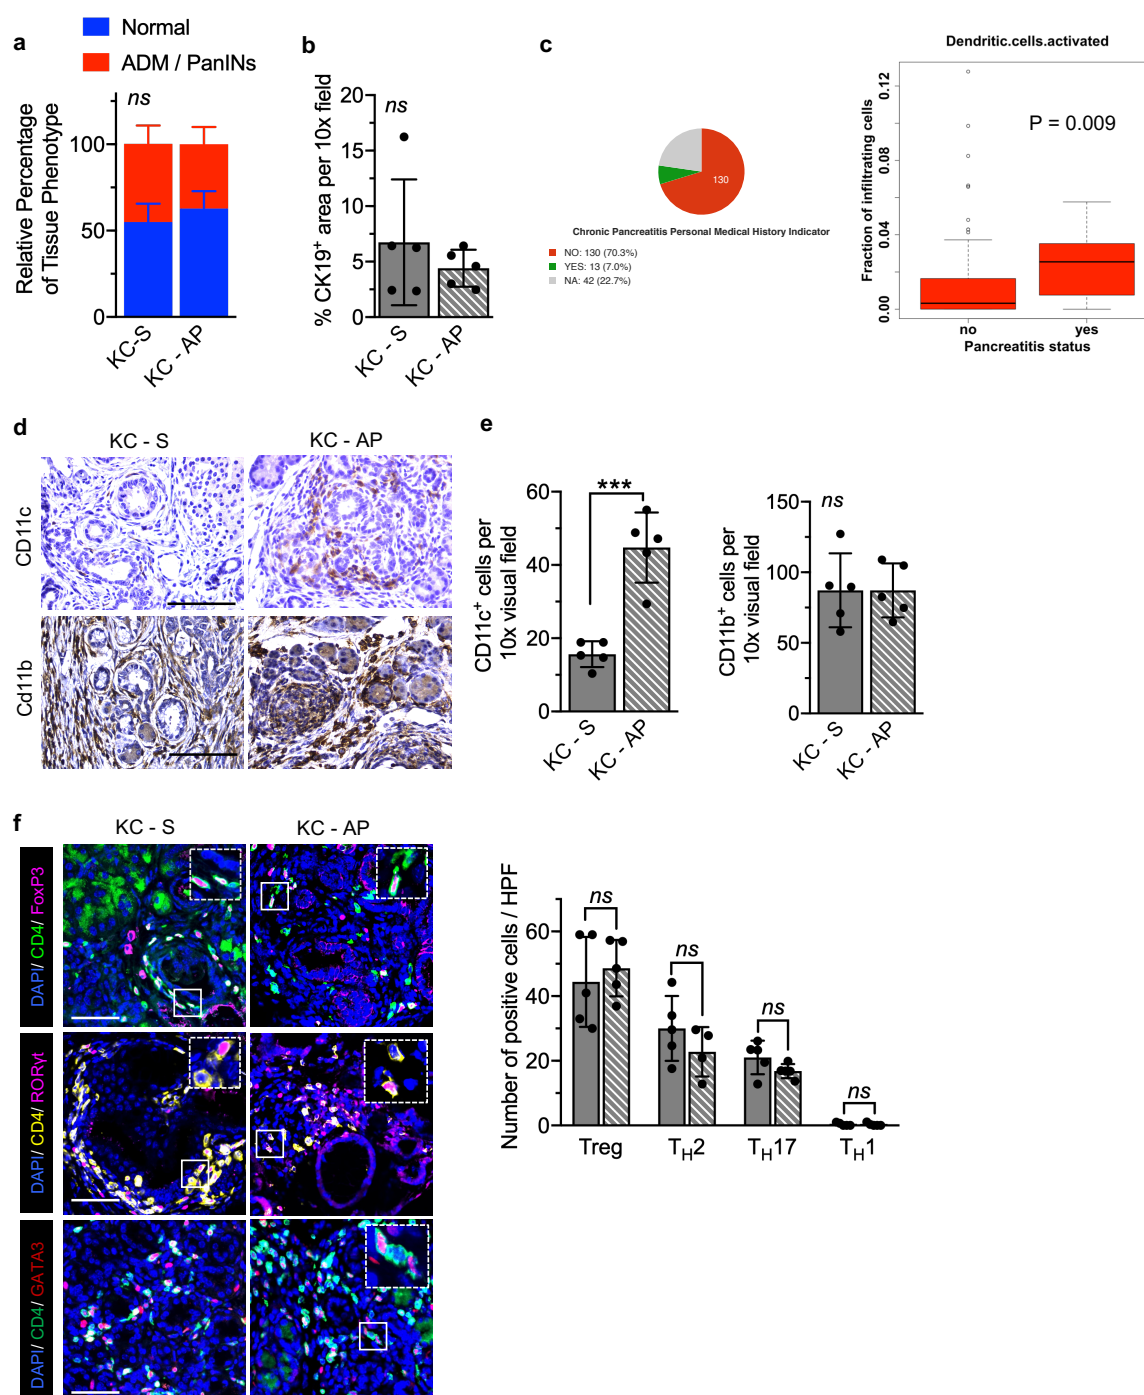 a
Normal
ADM / PanINs
Relative Percentage
of Tissue Phenotype
ns
100
50
0
KC-S
KC - AP
b
% CK19+ area per 10x field
ns
20
15
10
5
0
KC - S
KC - AP
c
130
Chronic Pancreatitis Personal Medical History Indicator
NO: 130 (70.3%)
YES: 13 (7.0%)
NA: 42 (22.7%)
Dendritic.cells.activated
Fraction of infiltrating cells
0.12
0.08
0.04
0.00
P = 0.009
no
yes
Pancreatitis status
d
KC - S
KC - AP
CD11c
Cd11b
e
CD11c+ cells per
10x visual field
60
40
20
0
***
KC - S
KC - AP
CD11b+ cells per
10x visual field
150
100
50
0
ns
KC - S
KC - AP
f
KC - S
KC - AP
DAPI/ CD4/ FoxP3
DAPI/ CD4/ RORγt
DAPI/ CD4/ GATA3
Number of positive cells / HPF
60
40
20
0
ns
ns
ns
ns
Treg
TH2
TH17
TH1